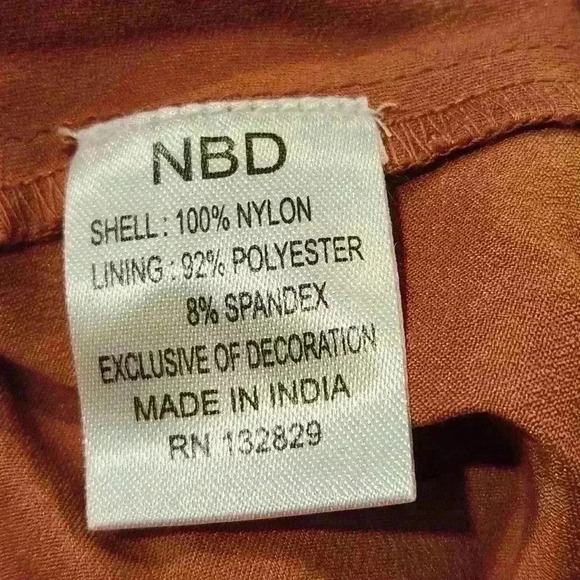 NBD
SHELL : 100% NYLON
LINING : 92% POLYESTER
8% SPANDEX
EXCLUSIVE OF DECORATION
MADE IN INDIA
RN 132829